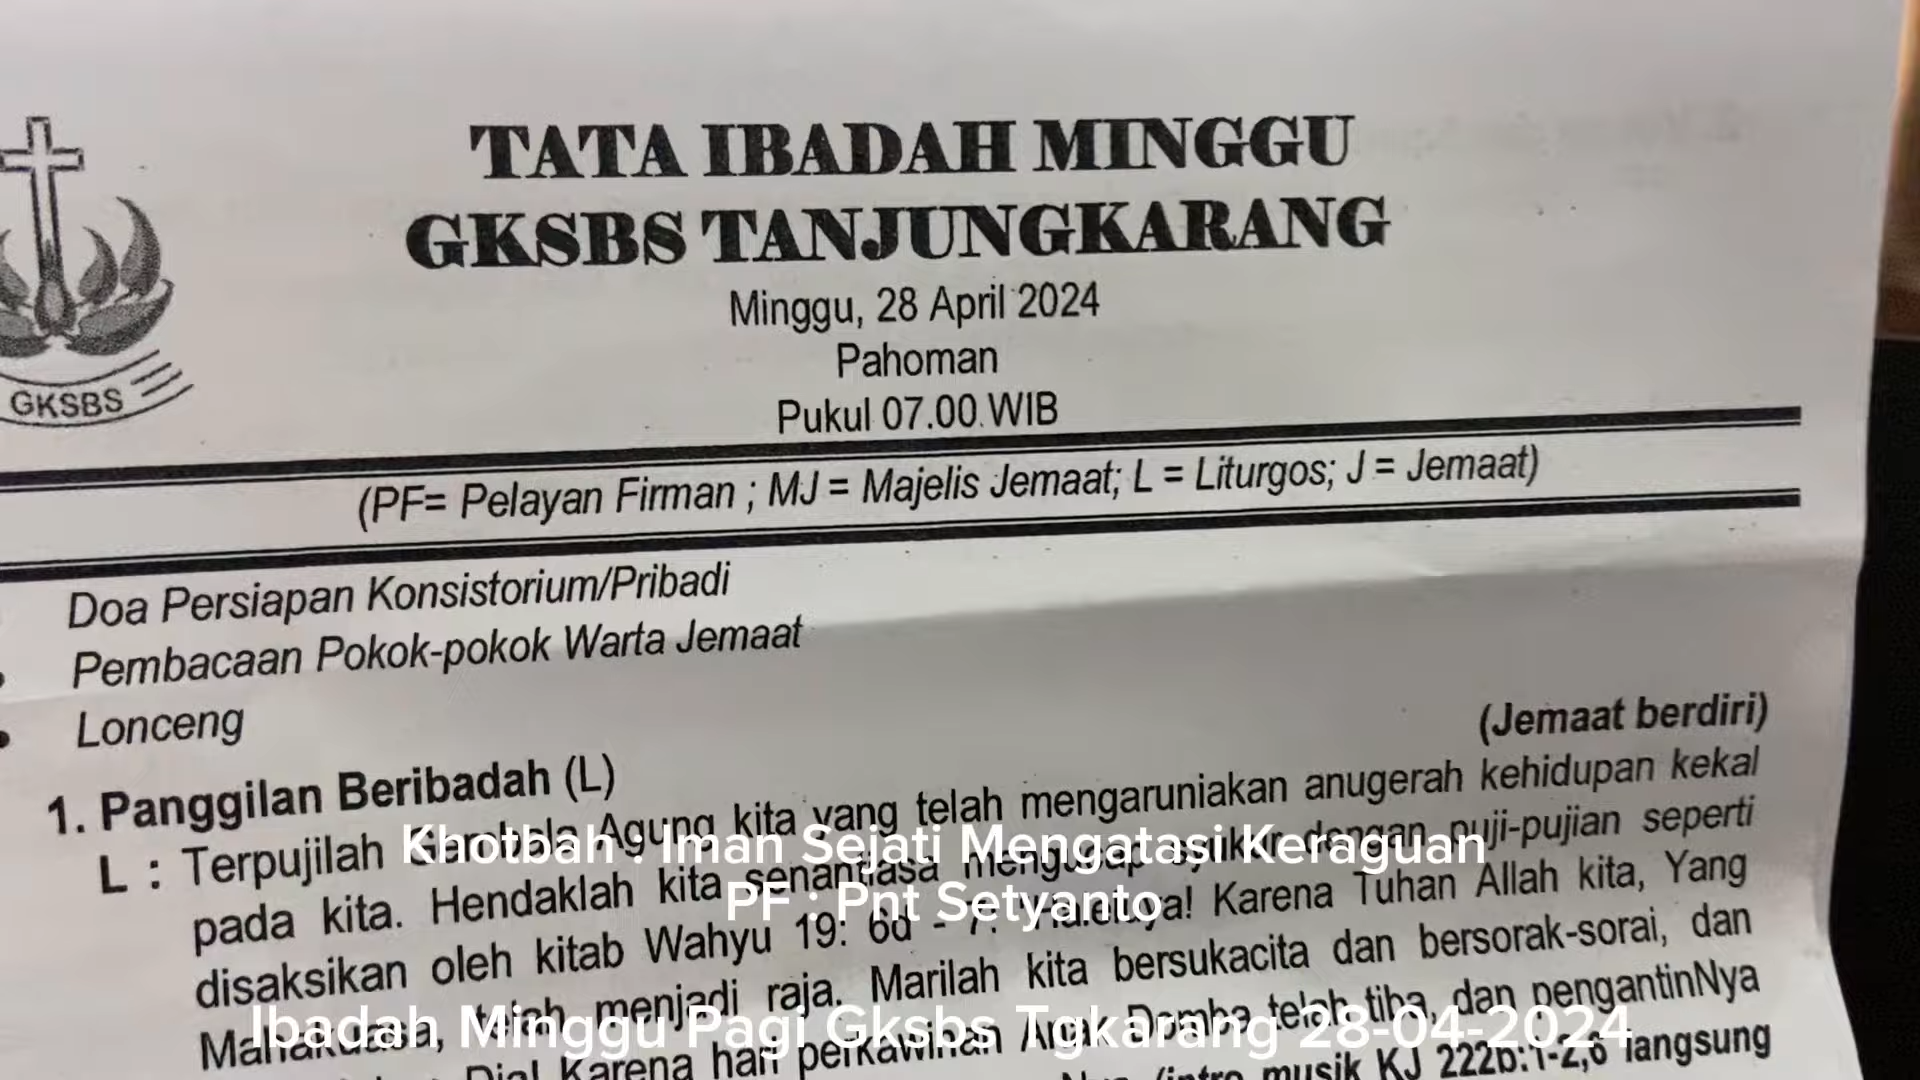 TATA IBADAH MINGGU
GKSBS TANJUNGKARANG
Minggu, 28 April 2024
Pahoman
Pukul 07.00 WIB
GKSBS
(PF= Pelayan Firman ; MJ = Majelis Jemaat; L = Liturgos; J = Jemaat)
Doa Persiapan Konsistorium/Pribadi
• Pembacaan Pokok-pokok Warta Jemaat
• Lonceng
(Jemaat berdiri)
1. Panggilan Beribadah (L)
L : Terpujilah Gembala Agung kita yang telah mengaruniakan anugerah kehidupan kekal
pada kita. Hendaklah kita senantiasa mengucap syukur dengan puji-pujian seperti
disaksikan oleh kitab Wahyu 19: 6d - 7: "Haleluya! Karena Tuhan Allah kita, Yang
Mahakuasa, telah menjadi raja. Marilah kita bersukacita dan bersorak-sorai, dan
Dia! Karena hari perkawinan Anak Domba telah tiba, dan pengantinNya
(intro musik KJ 222b:1-2,6 langsung
Khotbah : Iman Sejati Mengatasi Keraguan
PF : Pnt Setyanto
Ibadah Minggu Pagi Gksbs Tgkarang 28-04-2024